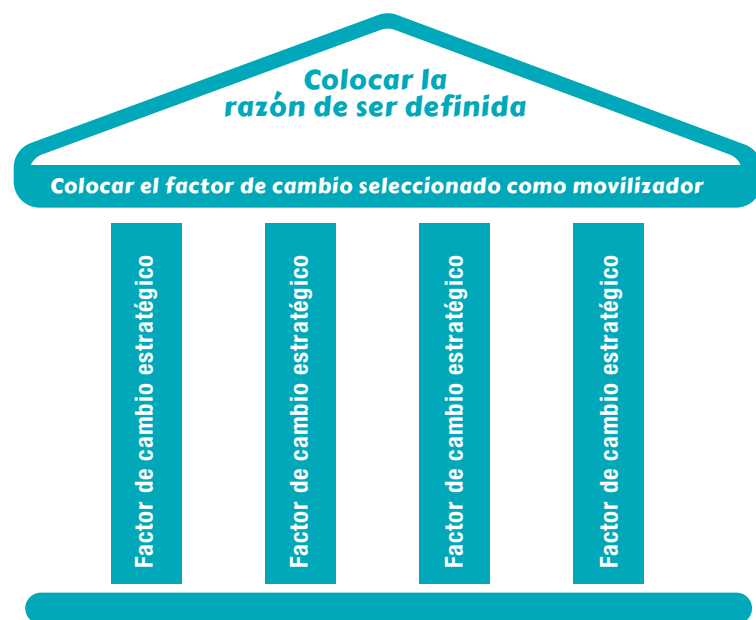 Colocar la
razón de ser definida
Colocar el factor de cambio seleccionado como movilizador
Factor de cambio estratégico
Factor de cambio estratégico
Factor de cambio estratégico
Factor de cambio estratégico